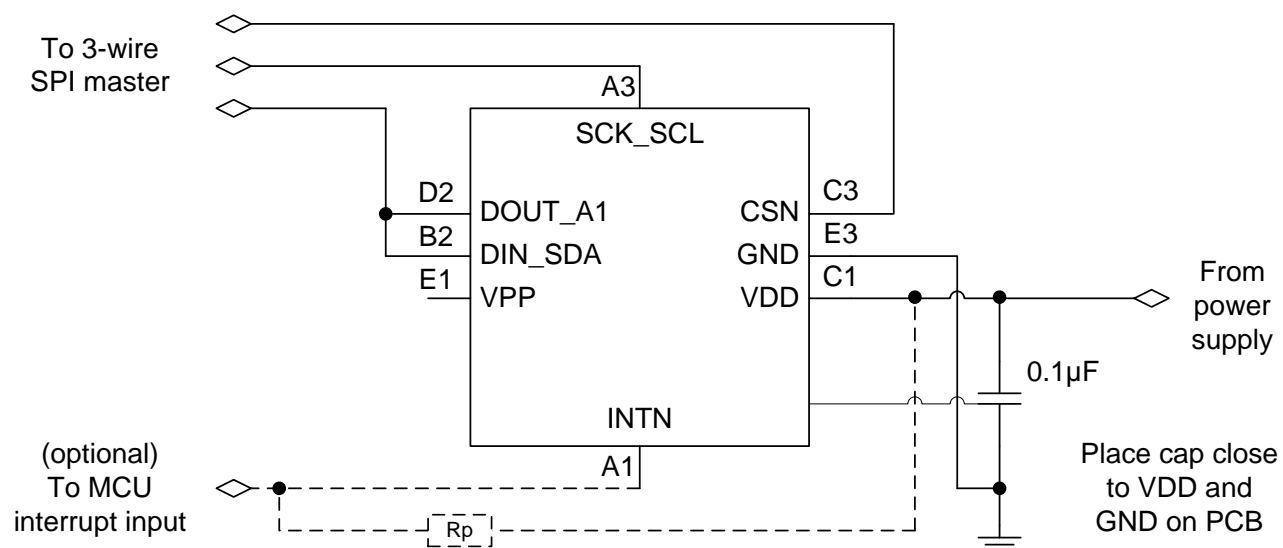 To 3-wire
SPI master
A3
SCK_SCL
D2
DOUT_A1
B2
DIN_SDA
E1
VPP
CSN
C3
GND
E3
VDD
C1
From
power
supply
0.1µF
INTN
A1
(optional)
To MCU
interrupt input
Rp
Place cap close
to VDD and
GND on PCB